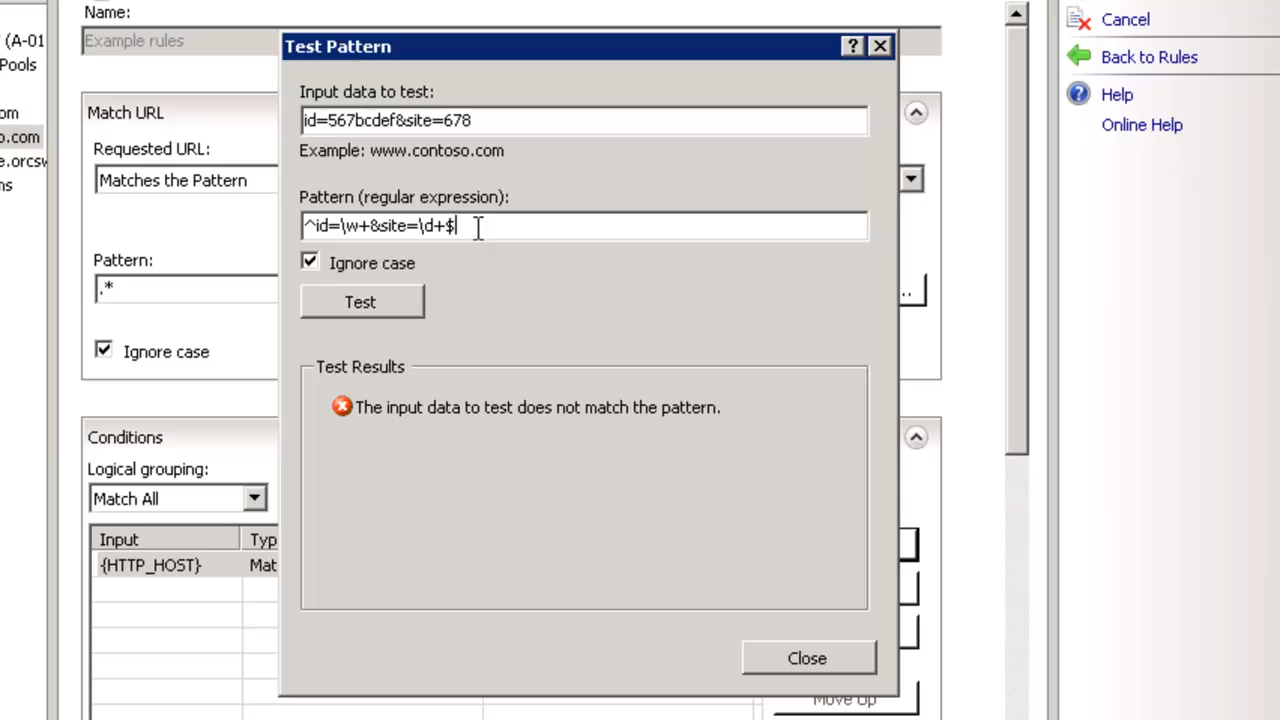 Name:
Example rules
(A-01
Pools
om
o.com
e.orcsw
ns
Match URL
Requested URL:
Matches the Pattern
Pattern:
.*
Ignore case
Test Pattern
?
Input data to test:
id=567bcdef&site=678
Example: www.contoso.com
Pattern (regular expression):
^id=\w+&site=\d+$
Ignore case
Test
Test Results
The input data to test does not match the pattern.
Close
..
Conditions
Logical grouping:
Match All
Input Typ
{HTTP_HOST} Mat
Move Up
Cancel
Back to Rules
? Help
Online Help